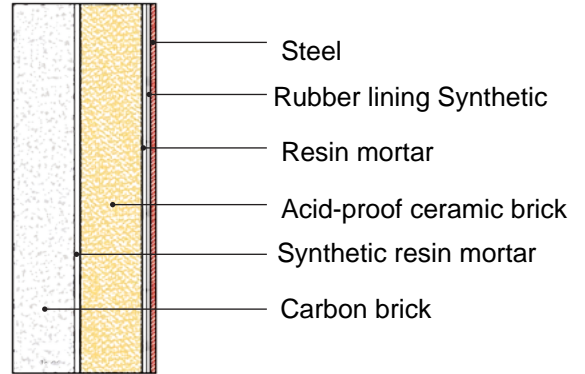 Steel
Rubber lining Synthetic
Resin mortar
Acid-proof ceramic brick
Synthetic resin mortar
Carbon brick